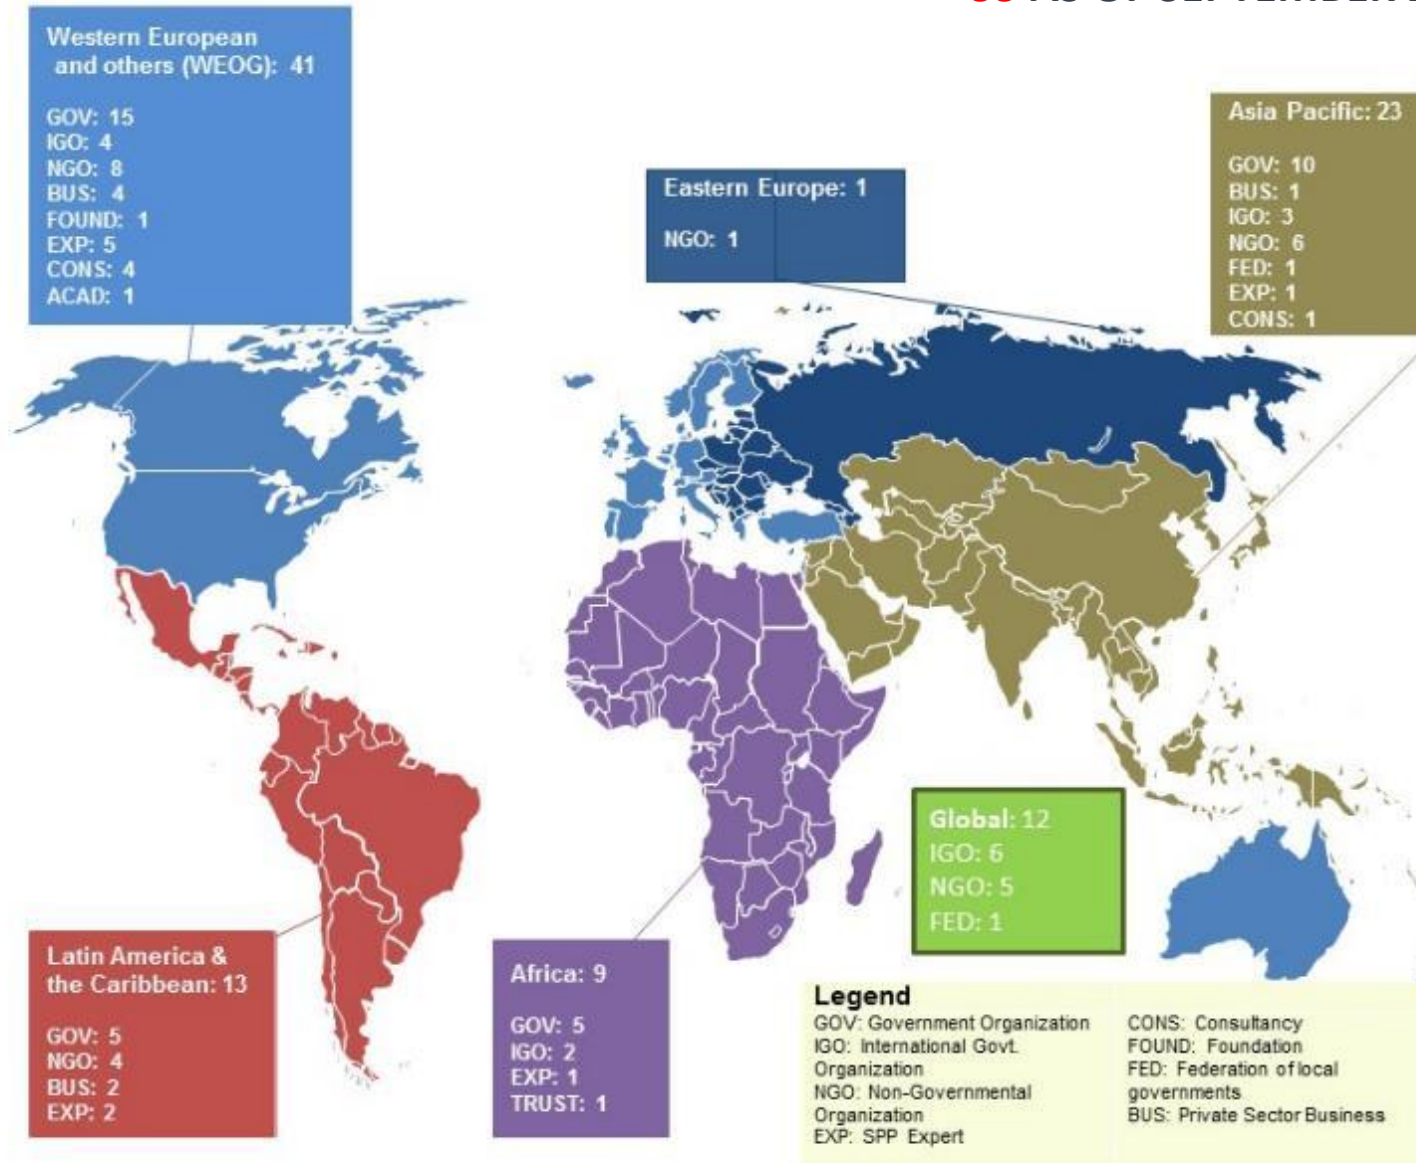 Western European
and others (WEOG): 41
GOV: 15
IGO: 4
NGO: 8
BUS: 4
FOUND: 1
EXP: 5
CONS: 4
ACAD: 1
Eastern Europe: 1
NGO: 1
Asia Pacific: 23
GOV: 10
BUS: 1
IGO: 3
NGO: 6
FED: 1
EXP: 1
CONS: 1
Global: 12
IGO: 6
NGO: 5
FED: 1
Latin America &
the Caribbean: 13
GOV: 5
NGO: 4
BUS: 2
EXP: 2
Africa: 9
GOV: 5
IGO: 2
EXP: 1
TRUST: 1
Legend
GOV: Government Organization
IGO: International Govt.
Organization
NGO: Non-Governmental
Organization
EXP: SPP Expert
CONS: Consultancy
FOUND: Foundation
FED: Federation of local
governments
BUS: Private Sector Business